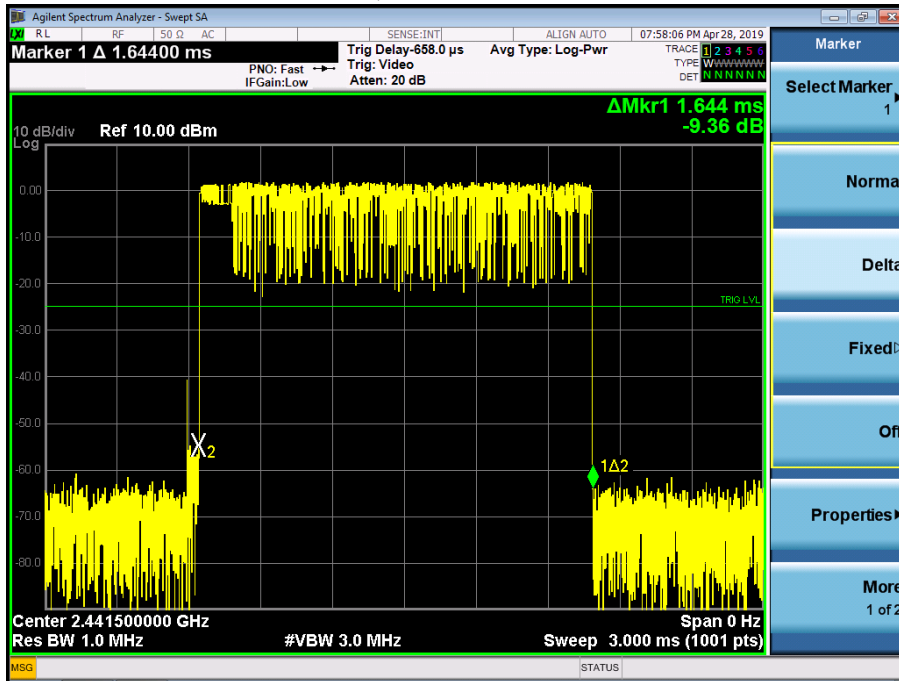 Agilent Spectrum Analyzer - Swept SA
LXI RL RF 50 Ω AC SENSE:INT ALIGN AUTO 07:58:06 PM Apr 28, 2019
Marker 1 Δ 1.64400 ms
PNO: Fast
IFGain:Low
Trig Delay-658.0 µs
Trig: Video
Atten: 20 dB
Avg Type: Log-Pwr
TRACE 1 2 3 4 5 6
TYPE WWWWWW
DET N N N N N N
ΔMkr1 1.644 ms
-9.36 dB
10 dB/div Ref 10.00 dBm
Log
0.00
-10.0
-20.0
TRIG LVL
-30.0
-40.0
-50.0
2
-60.0
1Δ2
-70.0
-80.0
Center 2.441500000 GHz Span 0 Hz
Res BW 1.0 MHz #VBW 3.0 MHz Sweep 3.000 ms (1001 pts)
MSG STATUS
Marker
Select Marker
1
Norma
Delta
Fixed
Off
Properties
More
1 of 2